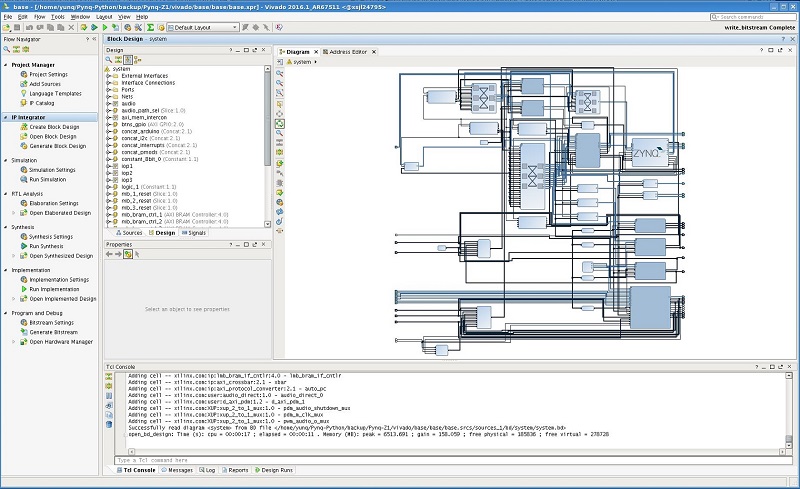 base - [/home/yunq/Pynq-Python/backup/Pynq-Z1/vivado/base/base/base.xpr] - Vivado 2016.1_AR67511 <@xsjl24795>
File Edit Flow Tools Window Layout View Help
Search commands
Default Layout
write_bitstream Complete
Flow Navigator
Project Manager
Project Settings
Add Sources
Language Templates
IP Catalog
IP Integrator
Create Block Design
Open Block Design
Generate Block Design
Simulation
Simulation Settings
Run Simulation
RTL Analysis
Elaboration Settings
Open Elaborated Design
Synthesis
Synthesis Settings
Run Synthesis
Open Synthesized Design
Implementation
Implementation Settings
Run Implementation
Open Implemented Design
Program and Debug
Bitstream Settings
Generate Bitstream
Open Hardware Manager
Block Design - system
Design
system
External Interfaces
Interface Connections
Ports
Nets
audio
audio_path_sel (Slice:1.0)
axi_mem_intercon
btns_gpio (AXI GPIO:2.0)
concat_arduino (Concat:2.1)
concat_i2c (Concat:2.1)
concat_interrupts (Concat:2.1)
concat_pmods (Concat:2.1)
constant_8bit_0 (Constant:1.1)
iop1
iop2
iop3
logic_1 (Constant:1.1)
mb_1_reset (Slice:1.0)
mb_2_reset (Slice:1.0)
mb_3_reset (Slice:1.0)
mb_bram_ctrl_1 (AXI BRAM Controller:4.0)
mb_bram_ctrl_2 (AXI BRAM Controller:4.0)
Sources Design Signals
Properties
Select an object to see properties
Diagram Address Editor
system
ZYNQ
Tcl Console
Adding cell -- xilinx.com:ip:lmb_bram_if_cntlr:4.0 - lmb_bram_if_cntlr
Adding cell -- xilinx.com:ip:axi_crossbar:2.1 - xbar
Adding cell -- xilinx.com:ip:axi_protocol_converter:2.1 - auto_pc
Adding cell -- xilinx.com:user:audio_direct:1.0 - audio_direct_0
Adding cell -- xilinx.com:user:d_axi_pdm:1.2 - d_axi_pdm_1
Adding cell -- xilinx.com:XUP:xup_2_to_1_mux:1.0 - pdm_audio_shutdown_mux
Adding cell -- xilinx.com:XUP:xup_2_to_1_mux:1.0 - pdm_m_clk_mux
Adding cell -- xilinx.com:XUP:xup_2_to_1_mux:1.0 - pwm_audio_o_mux
Successfully read diagram <system> from BD file </home/yunq/Pynq-Python/backup/Pynq-Z1/vivado/base/base/base.srcs/sources_1/bd/system/system.bd>
open_bd_design: Time (s): cpu = 00:00:17 ; elapsed = 00:00:11 . Memory (MB): peak = 6513.691 ; gain = 158.059 ; free physical = 185836 ; free virtual = 278728
Type a Tcl command here
Tcl Console Messages Log Reports Design Runs